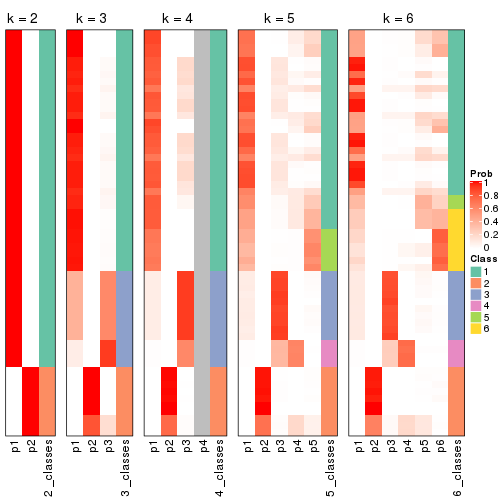 k = 2
k = 3
k = 4
k = 5
k = 6
p1
p2
2_classes
p1
p2
p3
3_classes
p1
p2
p3
p4
4_classes
p1
p2
p3
p4
p5
5_classes
p1
p2
p3
p4
p5
p6
6_classes
Prob
1
0.8
0.6
0.4
0.2
0
Class
1
2
3
4
5
6